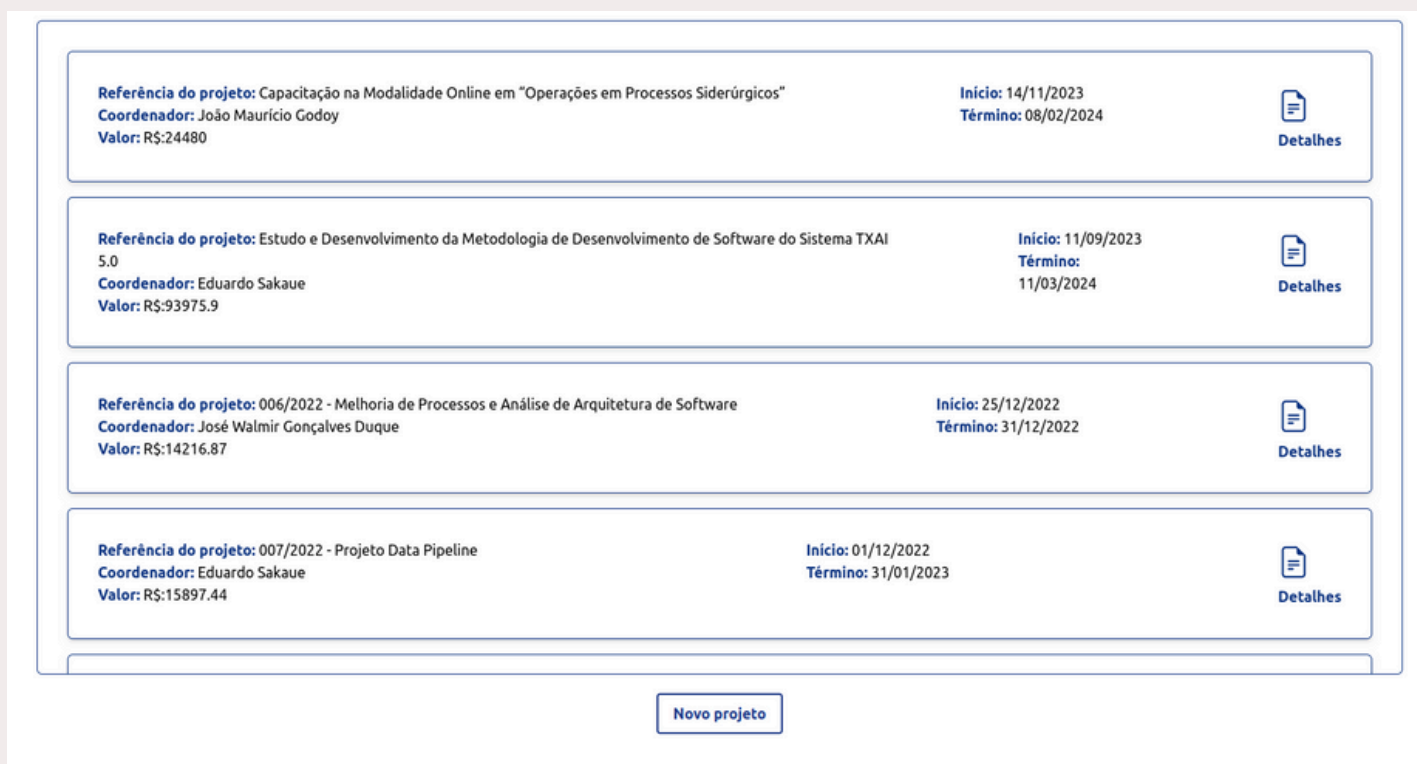 Referência do projeto: Capacitação na Modalidade Online em “Operações em Processos Siderúrgicos”
Coordenador: João Maurício Godoy
Valor: R$:24480
Início: 14/11/2023
Término: 08/02/2024
Detalhes
Referência do projeto: Estudo e Desenvolvimento da Metodologia de Desenvolvimento de Software do Sistema TXAI
5.0
Coordenador: Eduardo Sakaue
Valor: R$:93975.9
Início: 11/09/2023
Término:
11/03/2024
Detalhes
Referência do projeto: 006/2022 - Melhoria de Processos e Análise de Arquitetura de Software
Coordenador: José Walmir Gonçalves Duque
Valor: R$:14216.87
Início: 25/12/2022
Término: 31/12/2022
Detalhes
Referência do projeto: 007/2022 - Projeto Data Pipeline
Coordenador: Eduardo Sakaue
Valor: R$:15897.44
Início: 01/12/2022
Término: 31/01/2023
Detalhes
Novo projeto